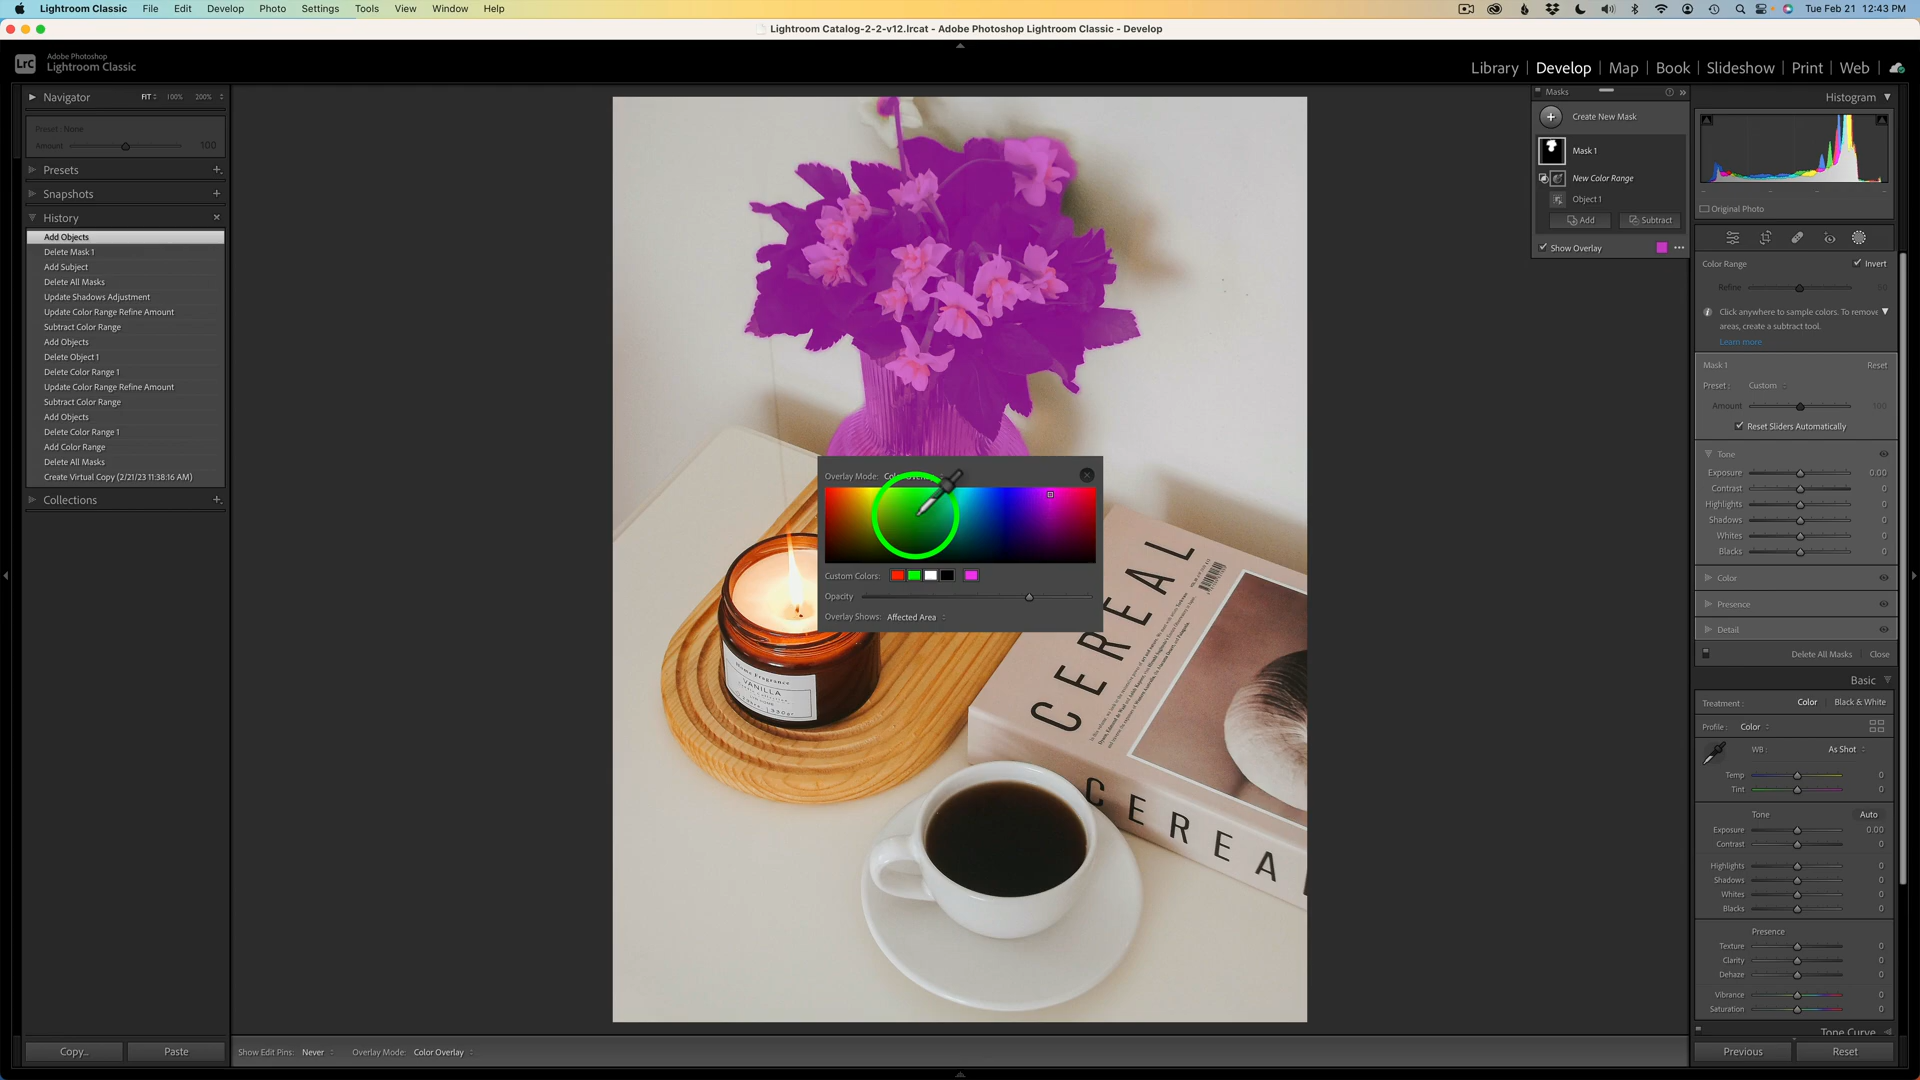 Lightroom Classic File Edit Develop Photo Settings Tools View Window Help
Tue Feb 21 12:43 PM
Lightroom Catalog-2-2-v12.lrcat - Adobe Photoshop Lightroom Classic - Develop
LrC
Adobe Photoshop
Lightroom Classic
Library | Develop | Map | Book | Slideshow | Print | Web
Navigator FIT 100% 200%
Preset : None
Amount 100
Presets
Snapshots
History
Add Objects
Delete Mask 1
Add Subject
Delete All Masks
Update Shadows Adjustment
Update Color Range Refine Amount
Subtract Color Range
Add Objects
Delete Object 1
Delete Color Range 1
Update Color Range Refine Amount
Subtract Color Range
Add Objects
Delete Color Range 1
Add Color Range
Delete All Masks
Create Virtual Copy (2/21/23 11:38:16 AM)
Collections
Copy...
Paste
Overlay Mode:
Custom Colors:
Opacity
Overlay Shows: Affected Area
VANILLA
CEREAL
CEREA
Show Edit Pins: Never Overlay Mode: Color Overlay
Masks
Create New Mask
Mask 1
New Color Range
Object 1
Add Subtract
Show Overlay
Histogram
Original Photo
Color Range Invert
Refine
Click anywhere to sample colors. To remove
areas, create a subtract tool.
Learn more
Mask 1 Reset
Preset : Custom
Amount 100
Reset Sliders Automatically
Tone
Exposure 0.00
Contrast 0
Highlights 0
Shadows 0
Whites 0
Blacks 0
Color
Presence
Detail
Delete All Masks Close
Basic
Treatment : Color | Black & White
Profile : Color
WB : As Shot
Temp 0
Tint 0
Tone Auto
Exposure 0.00
Contrast 0
Highlights 0
Shadows 0
Whites 0
Blacks 0
Presence
Texture 0
Clarity 0
Dehaze 0
Vibrance 0
Saturation 0
Tone Curve
Previous
Reset